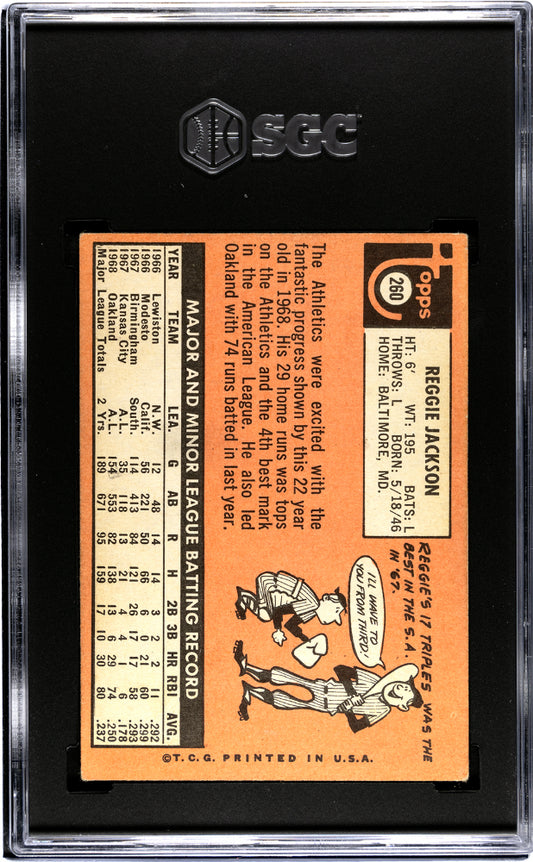 SGC
Topps
260
REGGIE JACKSON
HT: 6' WT: 195 BATS: L
THROWS: L BORN: 5/18/46
HOME: BALTIMORE, MD.
REGGIE'S 17 TRIPLES WAS THE
BEST IN THE S.A.
IN '67.
I'LL WAVE TO
YOU FROM THIRD!
The Athletics were excited with the
fantastic progress shown by this 22 year
old in 1968. His 29 home runs was tops
on the Athletics and the 4th best mark
in the American League. He also led
Oakland with 74 runs batted in last year.
MAJOR AND MINOR LEAGUE BATTING RECORD
YEAR TEAM LEA. G AB R H 2B 3B HR RBI AVG.
1966 Lewiston N.W. 12 48 14 14 3 2 2 11 .292
1966 Modesto Calif. 56 221 50 66 6 0 21 60 .299
1967 Birmingham South. 114 413 84 121 26 17 17 58 .293
1967 Kansas City A.L. 35 118 13 21 4 4 1 6 .178
1968 Oakland A.L. 154 553 82 138 13 6 29 74 .250
Major League Totals 2 Yrs. 189 671 95 159 17 10 30 80 .237
©T.C.G. PRINTED IN U.S.A.